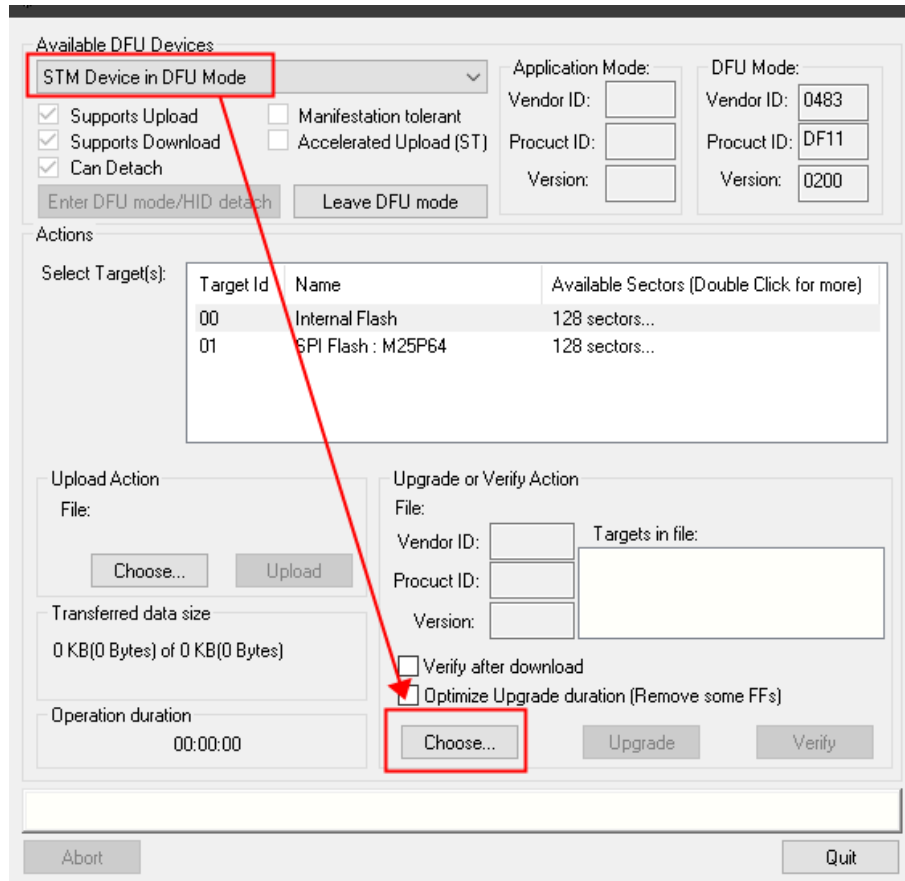 Available DFU Devices
STM Device in DFU Mode
Supports Upload
Manifestation tolerant
Supports Download
Accelerated Upload (ST)
Can Detach
Enter DFU mode/HID detach
Leave DFU mode
Application Mode:
Vendor ID:
Procuct ID:
Version:
DFU Mode:
Vendor ID: 0483
Procuct ID: DF11
Version: 0200
Actions
Select Target(s):
Target Id Name Available Sectors (Double Click for more)
00 Internal Flash 128 sectors...
01 SPI Flash : M25P64 128 sectors...
Upload Action
File:
Choose... Upload
Transferred data size
0 KB(0 Bytes) of 0 KB(0 Bytes)
Operation duration
00:00:00
Upgrade or Verify Action
File:
Vendor ID:
Procuct ID:
Version:
Targets in file:
Verify after download
Optimize Upgrade duration (Remove some FFs)
Choose... Upgrade Verify
Abort Quit